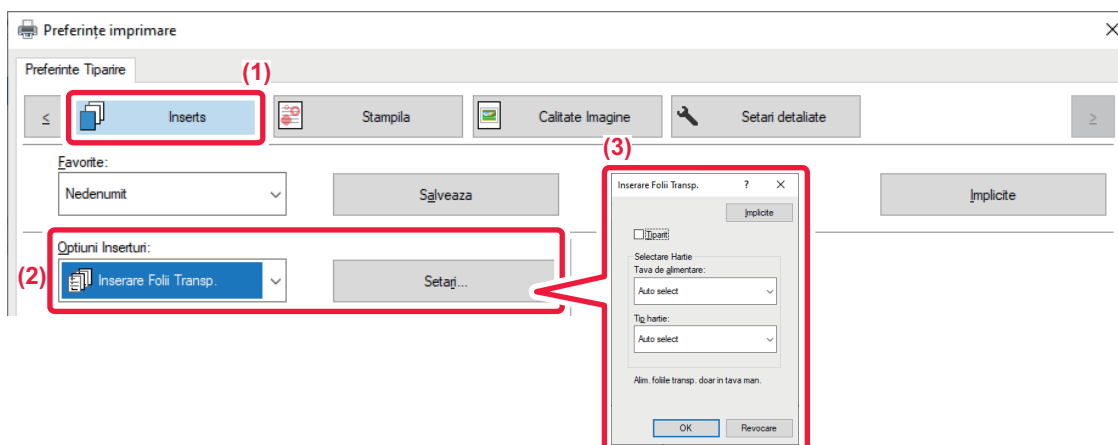 Preferințe imprimare
Preferinte Tiparire
(1)
<
Inserts
Stampila
Calitate Imagine
Setari detaliate
>
(3)
Favorite:
Nedenumit
Salveaza
Implicite
Optiuni Inserturi:
(2)
Inserare Folii Transp.
Setari...
Inserare Folii Transp.
?
Implicite
Tiparit
Selectare Hartie
Tava de alimentare:
Auto select
Tip hartie:
Auto select
Alim. foliile transp. doar in tava man.
OK
Revocare